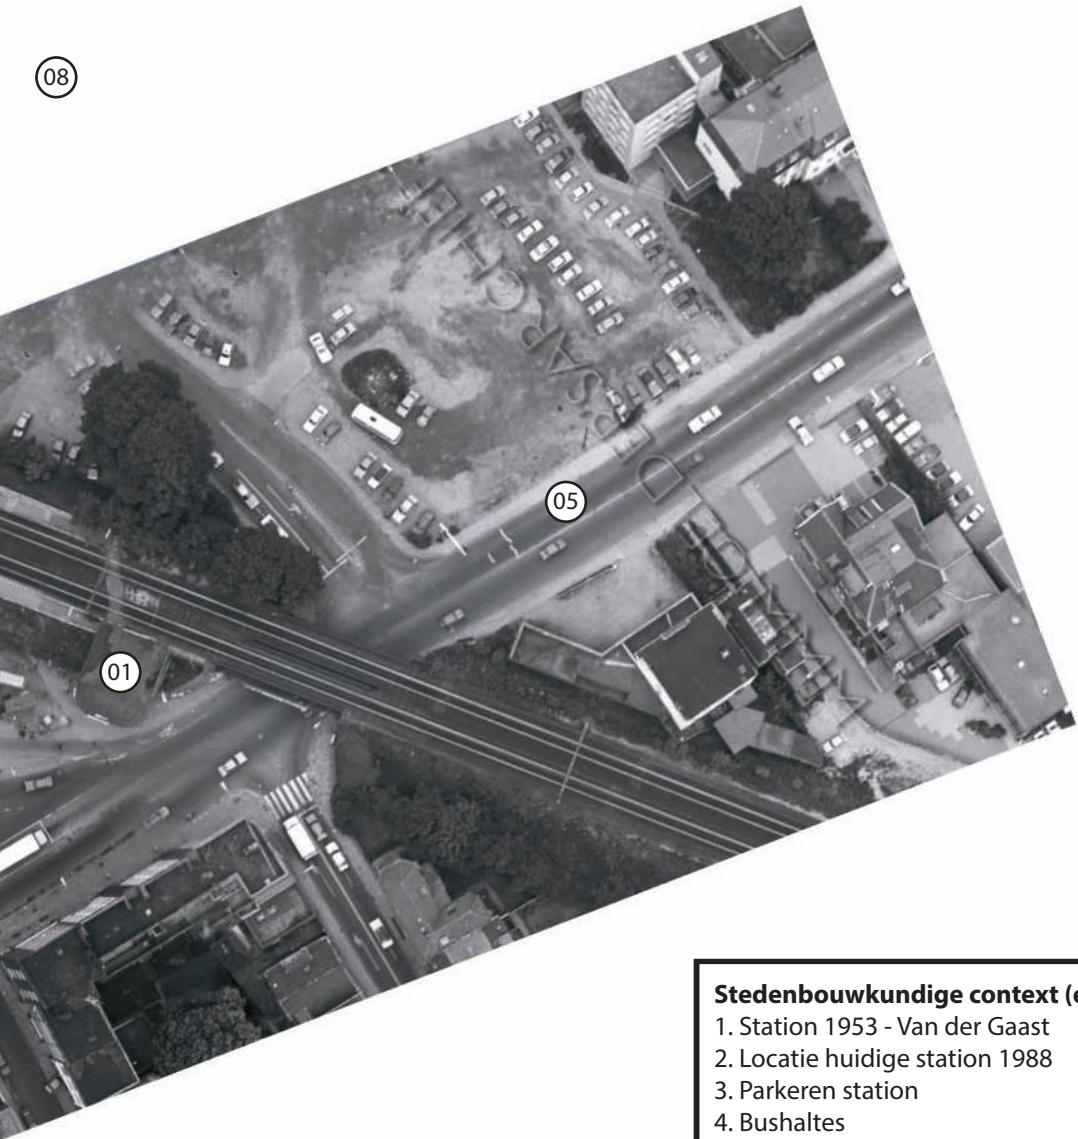 08
05
01
Stedenbouwkundige context (e
1. Station 1953 - Van der Gaast
2. Locatie huidige station 1988
3. Parkeren station
4. Bushaltes